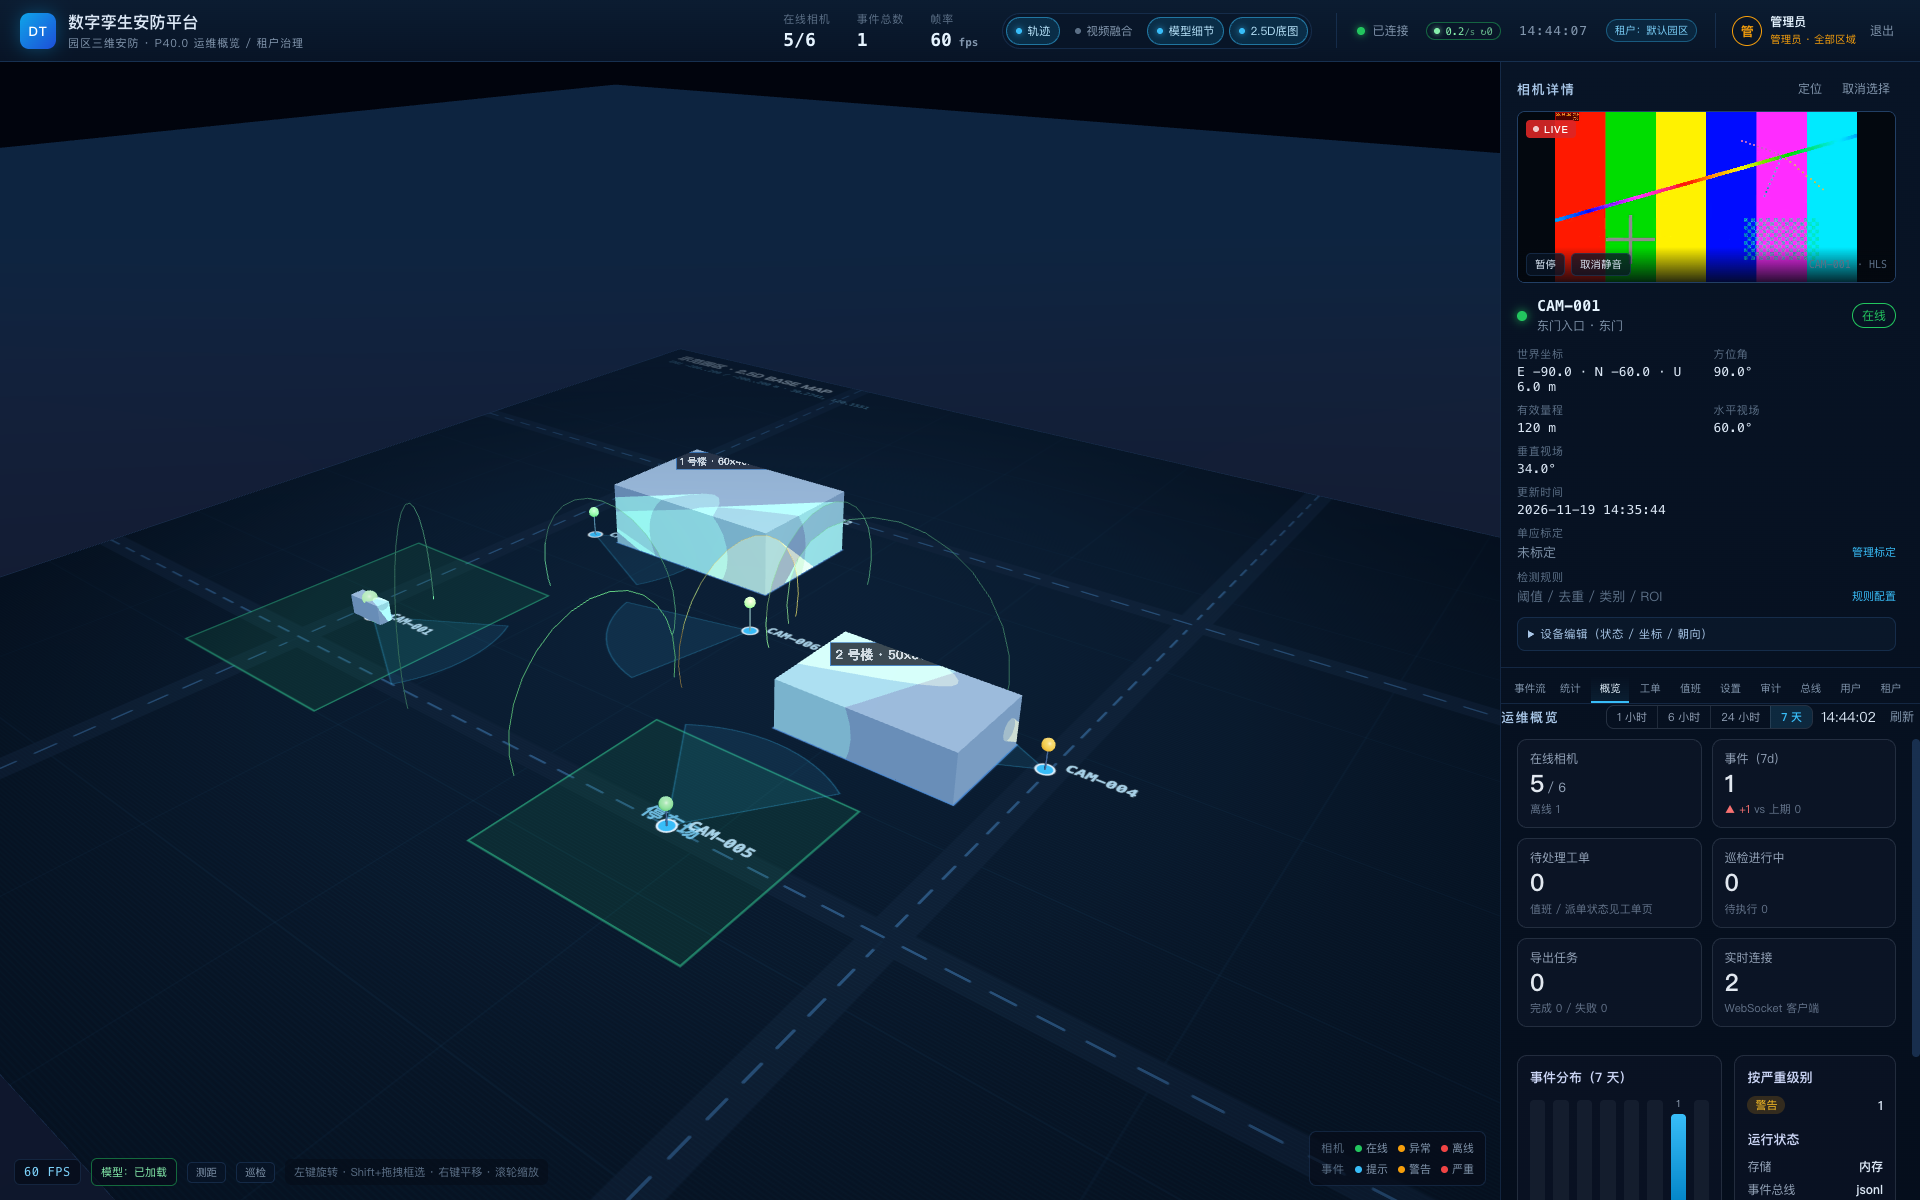 DT
数字孪生安防平台
园区三维安防 · P40.0 运维概览 / 租户治理
在线相机
5/6
事件总数
1
帧率
60 fps
轨迹
视频融合
模型细节
2.5D底图
已连接
0.2/s ↻0
14:44:07
租户: 默认园区
管
管理员
管理员 · 全部区域
退出
2.5D BASE MAP
1 号楼 · 60x4
CAM-001
CAM-006
2 号楼 · 50x
CAM-004
停车场
CAM-005
60 FPS
模型: 已加载
测距
巡检
左键旋转 · Shift+拖拽框选 · 右键平移 · 滚轮缩放
相机 在线 异常 离线
事件 提示 警告 严重
相机详情
定位
取消选择
LIVE
暂停
取消静音
HLS
CAM-001
东门入口 · 东门
在线
世界坐标
E -90.0 · N -60.0 · U 6.0 m
方位角
90.0°
有效量程
120 m
水平视场
60.0°
垂直视场
34.0°
更新时间
2026-11-19 14:35:44
单应标定
未标定
管理标定
检测规则
阈值 / 去重 / 类别 / ROI
规则配置
▶ 设备编辑 (状态 / 坐标 / 朝向)
事件流 统计 概览 工单 值班 设置 审计 总线 用户 租户
运维概览
1 小时 6 小时 24 小时 7 天
14:44:02
刷新
在线相机
5 / 6
离线 1
事件 (7d)
1
▲ +1 vs 上期 0
待处理工单
0
值班 / 派单状态见工单页
巡检进行中
0
待执行 0
导出任务
0
完成 0 / 失败 0
实时连接
2
WebSocket 客户端
事件分布 (7 天)
1
按严重级别
警告 1
运行状态
存储 内存
事件总线 jsonl